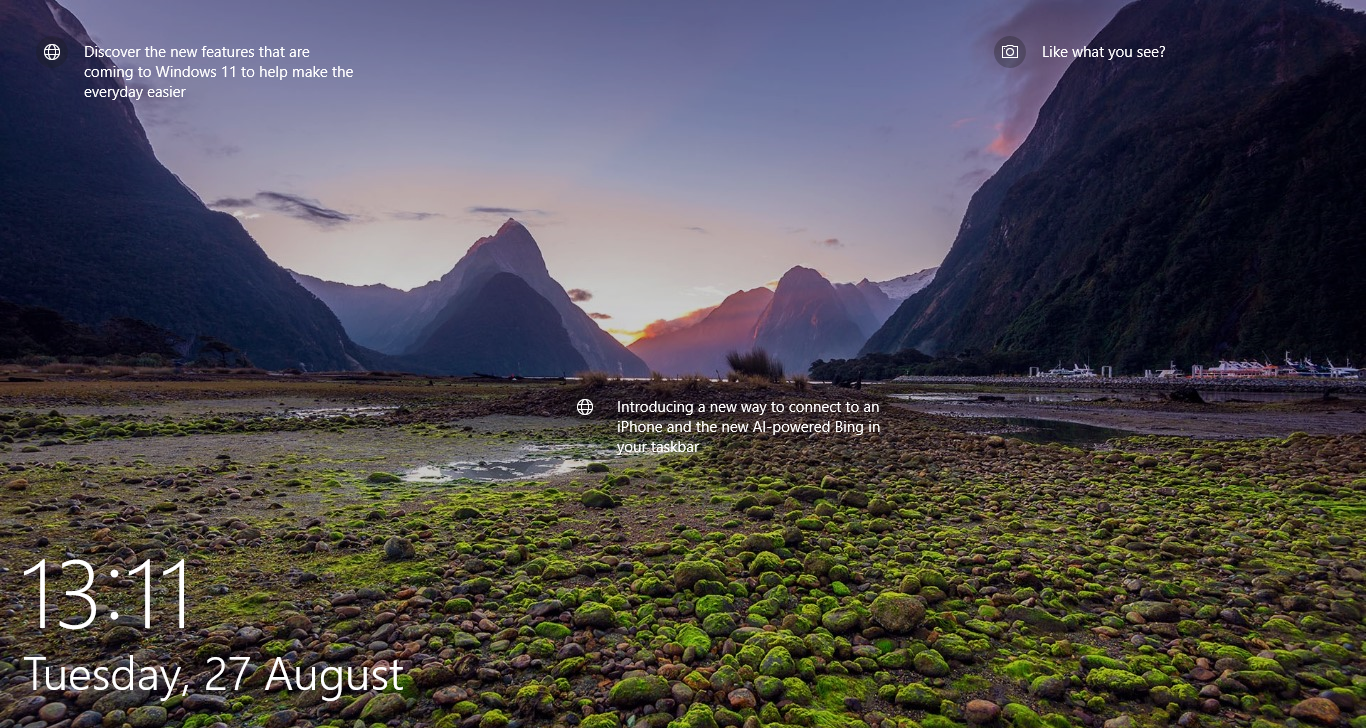 Discover the new features that are
coming to Windows 11 to help make the
everyday easier
Like what you see?
Introducing a new way to connect to an
iPhone and the new AI-powered Bing in
your taskbar
13:11
Tuesday, 27 August